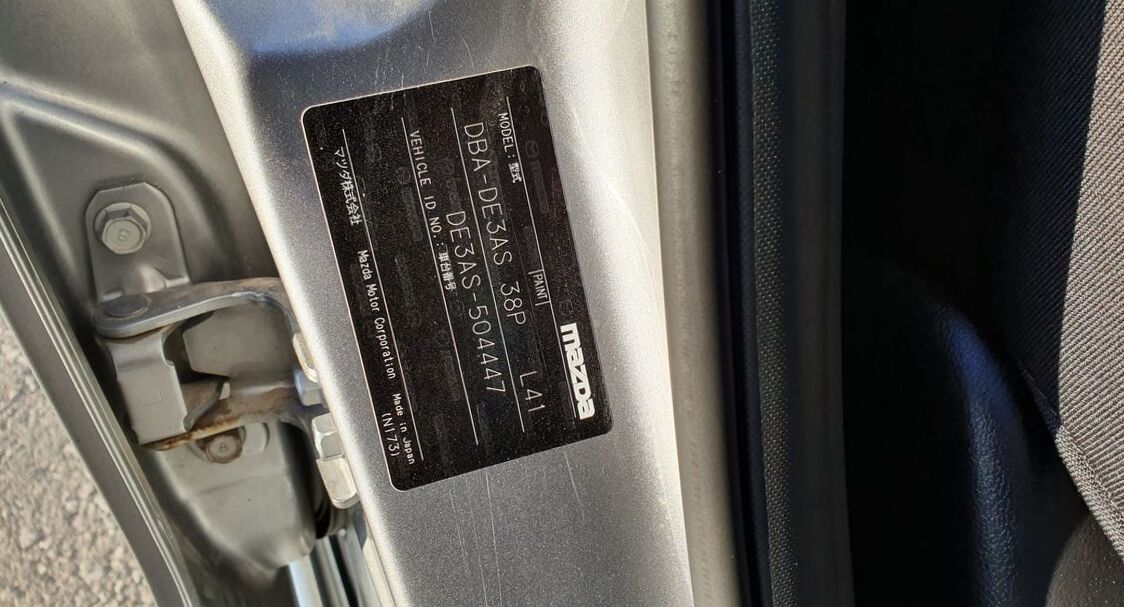 mazda
MODEL:型式 PAINT
DBA-DE3AS 38P L41
VEHICLE ID NO.:車台番号
DE3AS-504447
マツダ株式会社 Mazda Motor Corporation Made in Japan
(N173)